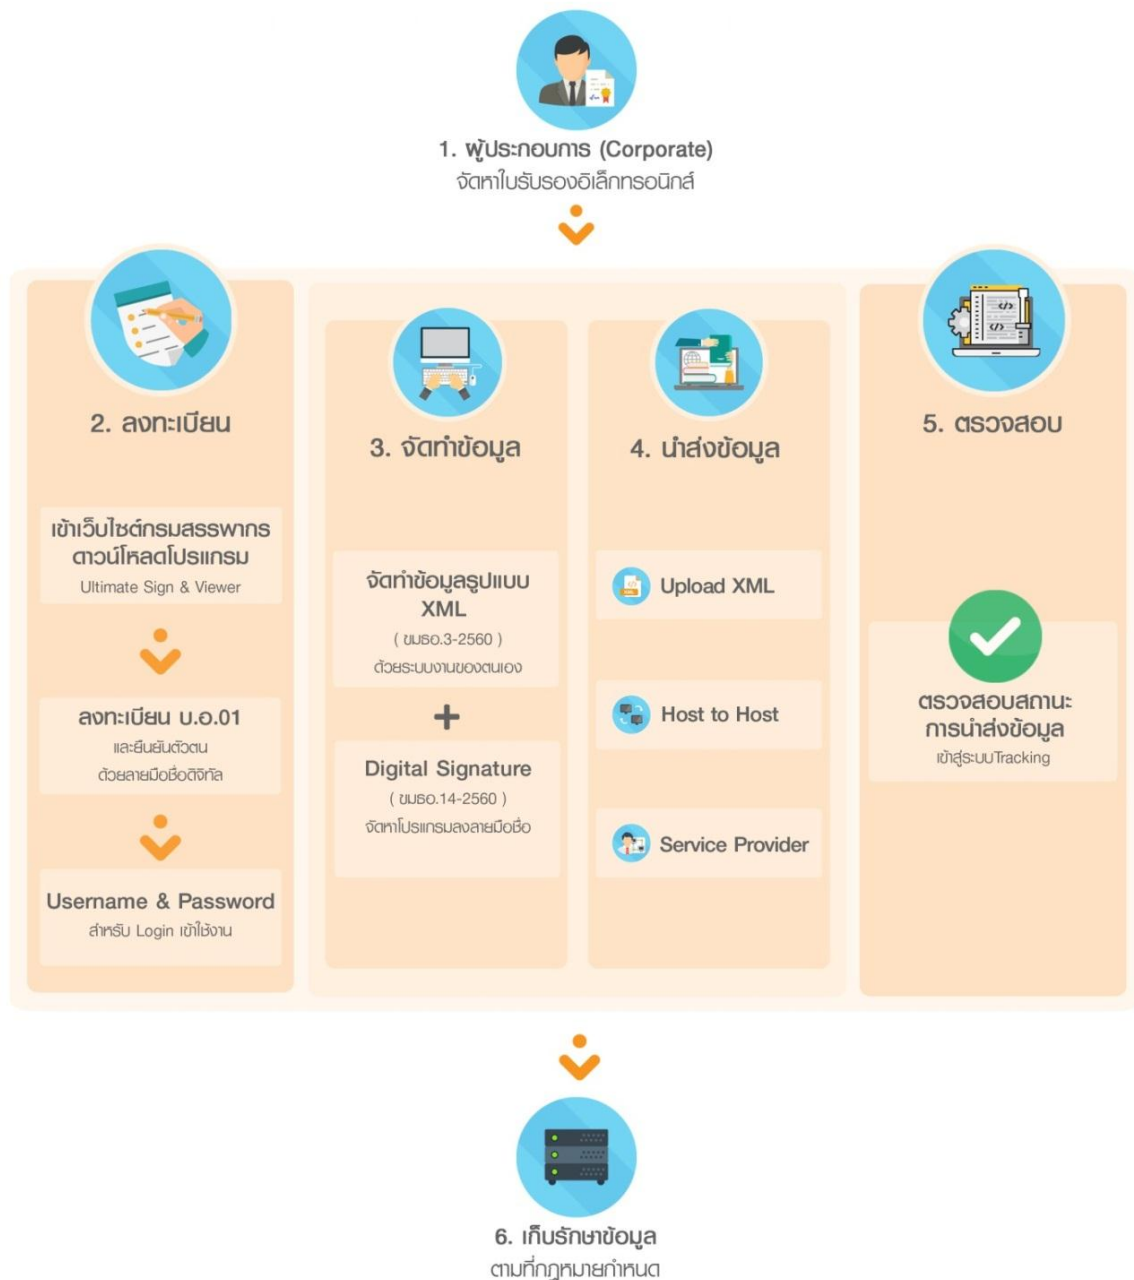 1. ผู้ประกอบการ (Corporate)
จัดหาใบรับรองอิเล็กทรอนิกส์
2. ลงทะเบียน
เข้าเว็บไซต์กรมสรรพากร
ดาวน์โหลดโปรแกรม
Ultimate Sign & Viewer
ลงทะเบียน บ.อ.01
และยืนยันตัวตน
ด้วยลายมือชื่อดิจิทัล
Username & Password
สำหรับ Login เข้าใช้งาน
3. จัดทำข้อมูล
จัดทำข้อมูลรูปแบบ
XML
( ขมธอ.3-2560 )
ด้วยระบบงานของตนเอง
+
Digital Signature
( ขมธอ.14-2560 )
จัดหาโปรแกรมลงลายมือชื่อ
4. นำส่งข้อมูล
XML
Upload XML
Host to Host
Service Provider
5. ตรวจสอบ
ตรวจสอบสถานะ
การนำส่งข้อมูล
เข้าสู่ระบบTracking
6. เก็บรักษาข้อมูล
ตามที่กฎหมายกำหนด